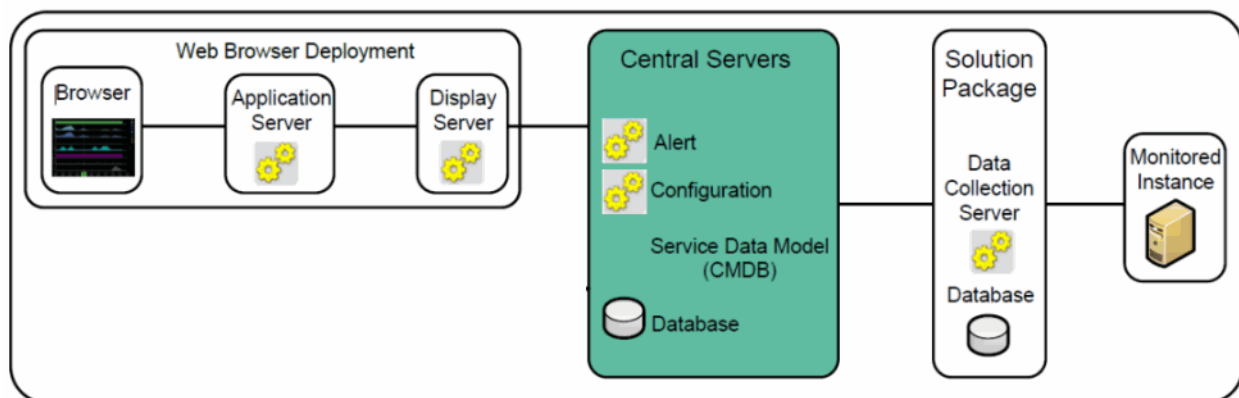 Web Browser Deployment
Browser
Application
Server
Display
Server
Central Servers
Alert
Configuration
Service Data Model
(CMDB)
Database
Solution
Package
Data
Collection
Server
Database
Monitored
Instance